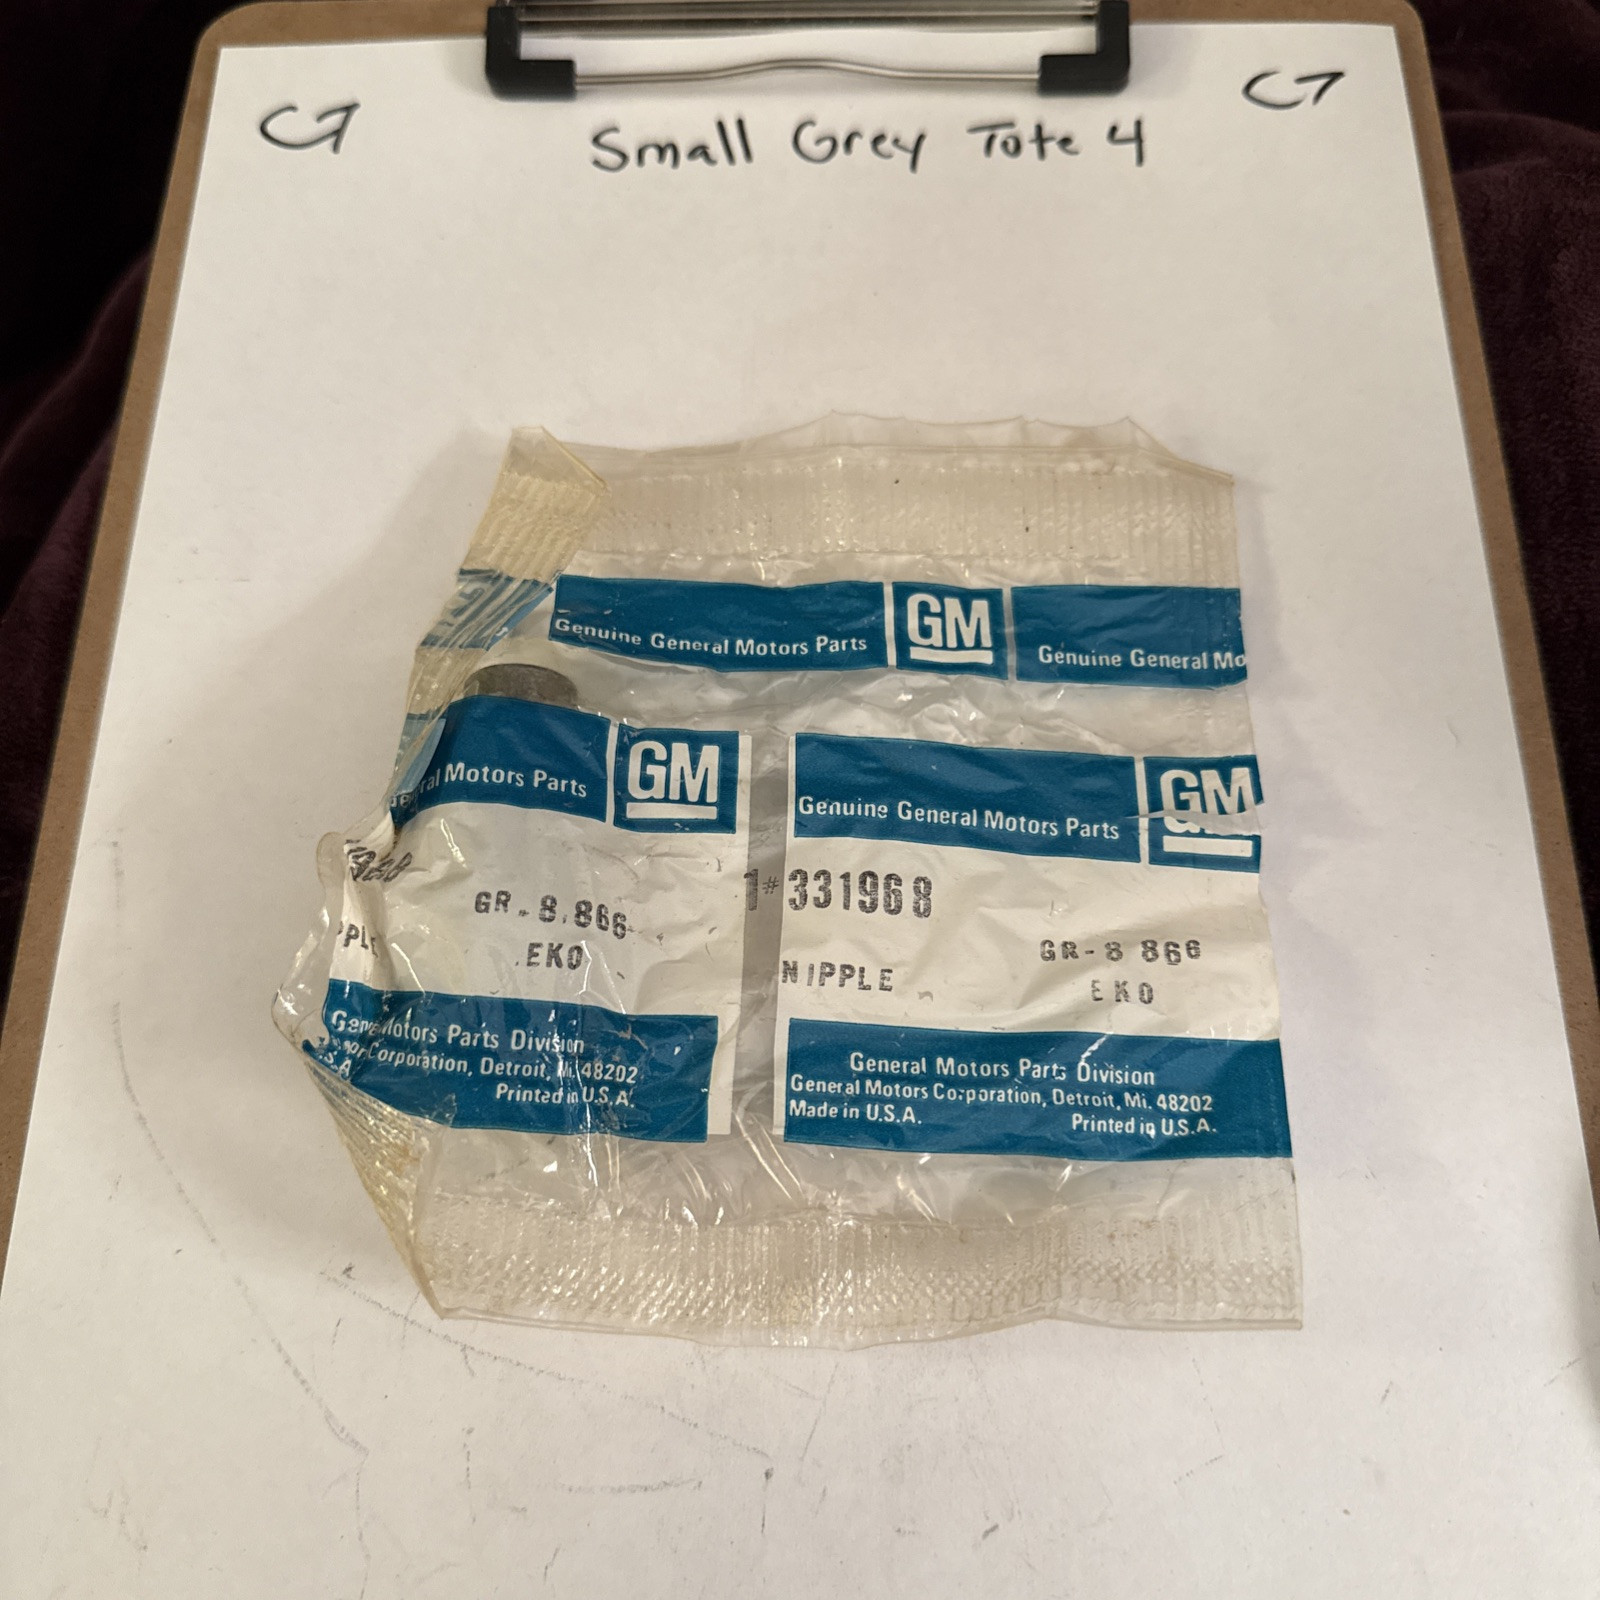 C7
C7
Small Grey Tote 4
Genuine General Motors Parts
GM
Genuine General Mo
Motors Parts
GM
Genuine General Motors Parts
GM
1# 331968
GR-8.866
EKO
NIPPLE
GR-8 866
EKO
Motors Parts Division
Corporation, Detroit, Mi. 48202
Printed in U.S.A.
General Motors Parts Division
General Motors Corporation, Detroit, Mi. 48202
Made in U.S.A.
Printed in U.S.A.